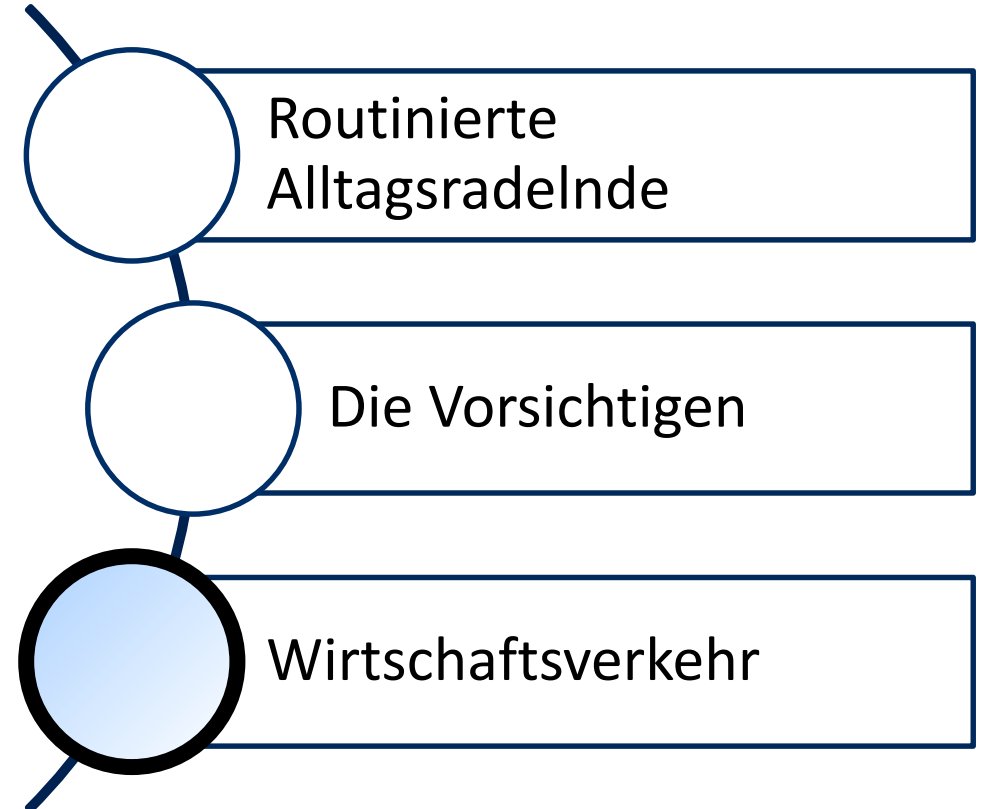 Routinierte
Alltagsradelnde
Die Vorsichtigen
Wirtschaftsverkehr